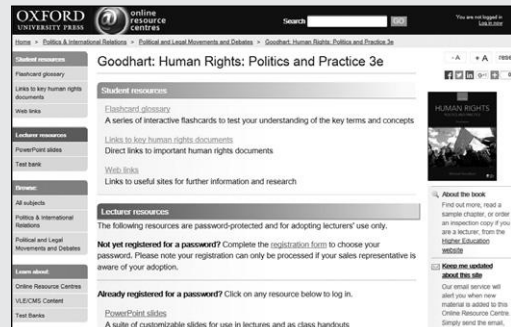 OXFORD
UNIVERSITY PRESS
online
resource
centres
Search
GO
You are not logged in
Log in now
Home > Politics & International Relations > Political and Legal Movements and Debates > Goodhart: Human Rights: Politics and Practice 3e
Student resources
Flashcard glossary
Links to key human rights
documents
Web links
Lecturer resources
PowerPoint slides
Test bank
Browse:
All subjects
Politics & International
Relations
Political and Legal
Movements and Debates
Learn about:
Online Resource Centres
VLE/CMS Content
Test Banks
Goodhart: Human Rights: Politics and Practice 3e
Student resources
Flashcard glossary
A series of interactive flashcards to test your understanding of the key terms and concepts
Links to key human rights documents
Direct links to important human rights documents
Web links
Links to useful sites for further information and research
Lecturer resources
The following resources are password-protected and for adopting lecturers' use only.
Not yet registered for a password? Complete the registration form to choose your
password. Please note your registration can only be processed if your sales representative is
aware of your adoption.
Already registered for a password? Click on any resource below to log in.
PowerPoint slides
A suite of customizable slides for use in lectures and as class handouts
- A + A rese
HUMAN RIGHTS
About the book
Find out more, read a
sample chapter, or order
an inspection copy if you
are a lecturer, from the
Higher Education
website
Keep me updated
about this site
Our email service will
alert you when new
material is added to this
Online Resource Centre.
Simply send the email,